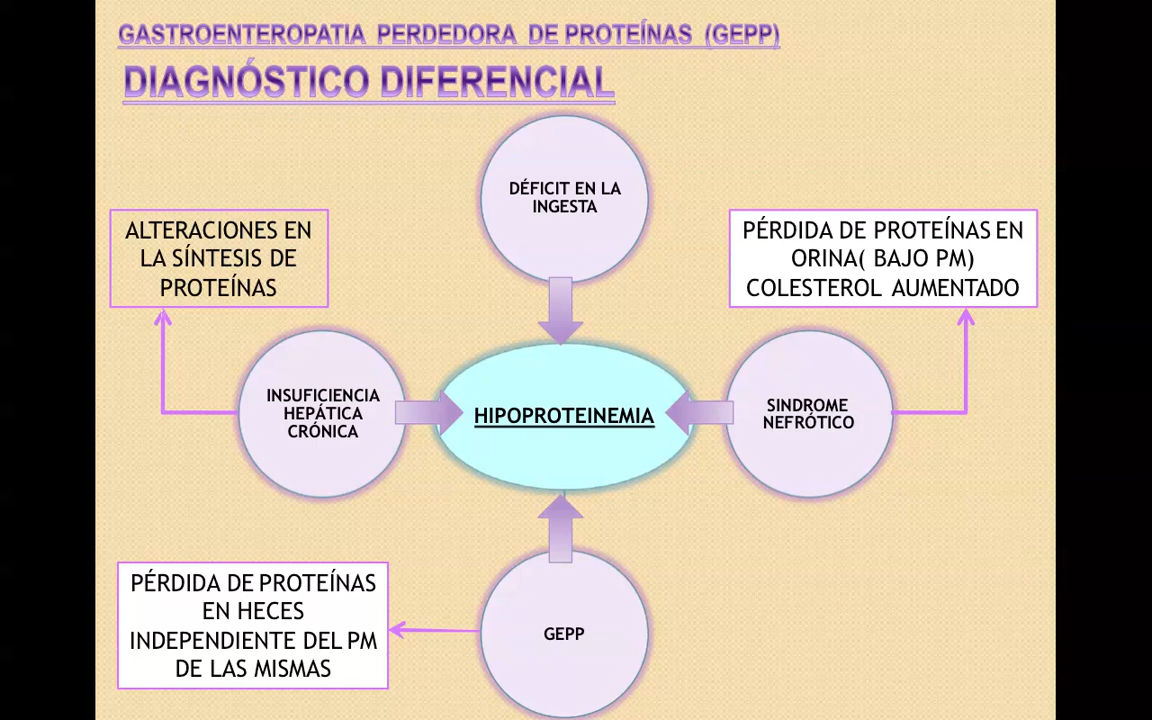 GASTROENTEROPATIA PERDEDORA DE PROTEÍNAS (GEPP)
DIAGNÓSTICO DIFERENCIAL
DÉFICIT EN LA
INGESTA
ALTERACIONES EN
LA SÍNTESIS DE
PROTEÍNAS
PÉRDIDA DE PROTEÍNAS EN
ORINA( BAJO PM)
COLESTEROL AUMENTADO
INSUFICIENCIA
HEPÁTICA
CRÓNICA
HIPOPROTEINEMIA
SINDROME
NEFRÓTICO
PÉRDIDA DE PROTEÍNAS
EN HECES
INDEPENDIENTE DEL PM
DE LAS MISMAS
GEPP